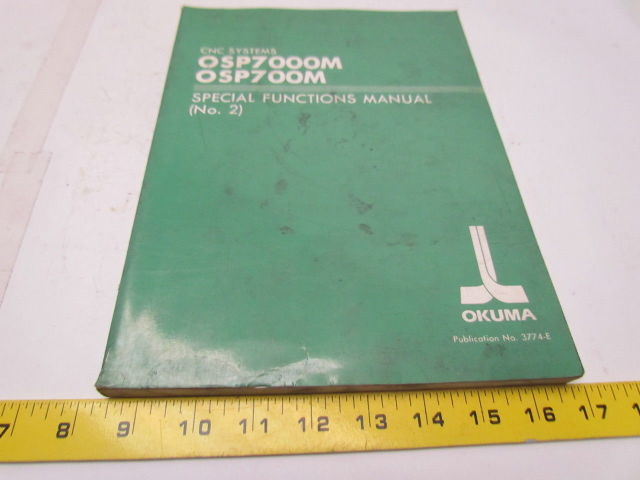 CNC SYSTEMS
OSP7000M
OSP700M
SPECIAL FUNCTIONS MANUAL
(No. 2)
OKUMA
Publication No. 3774-E
7 8 9 10 11 12 13 14 15 16 17 18